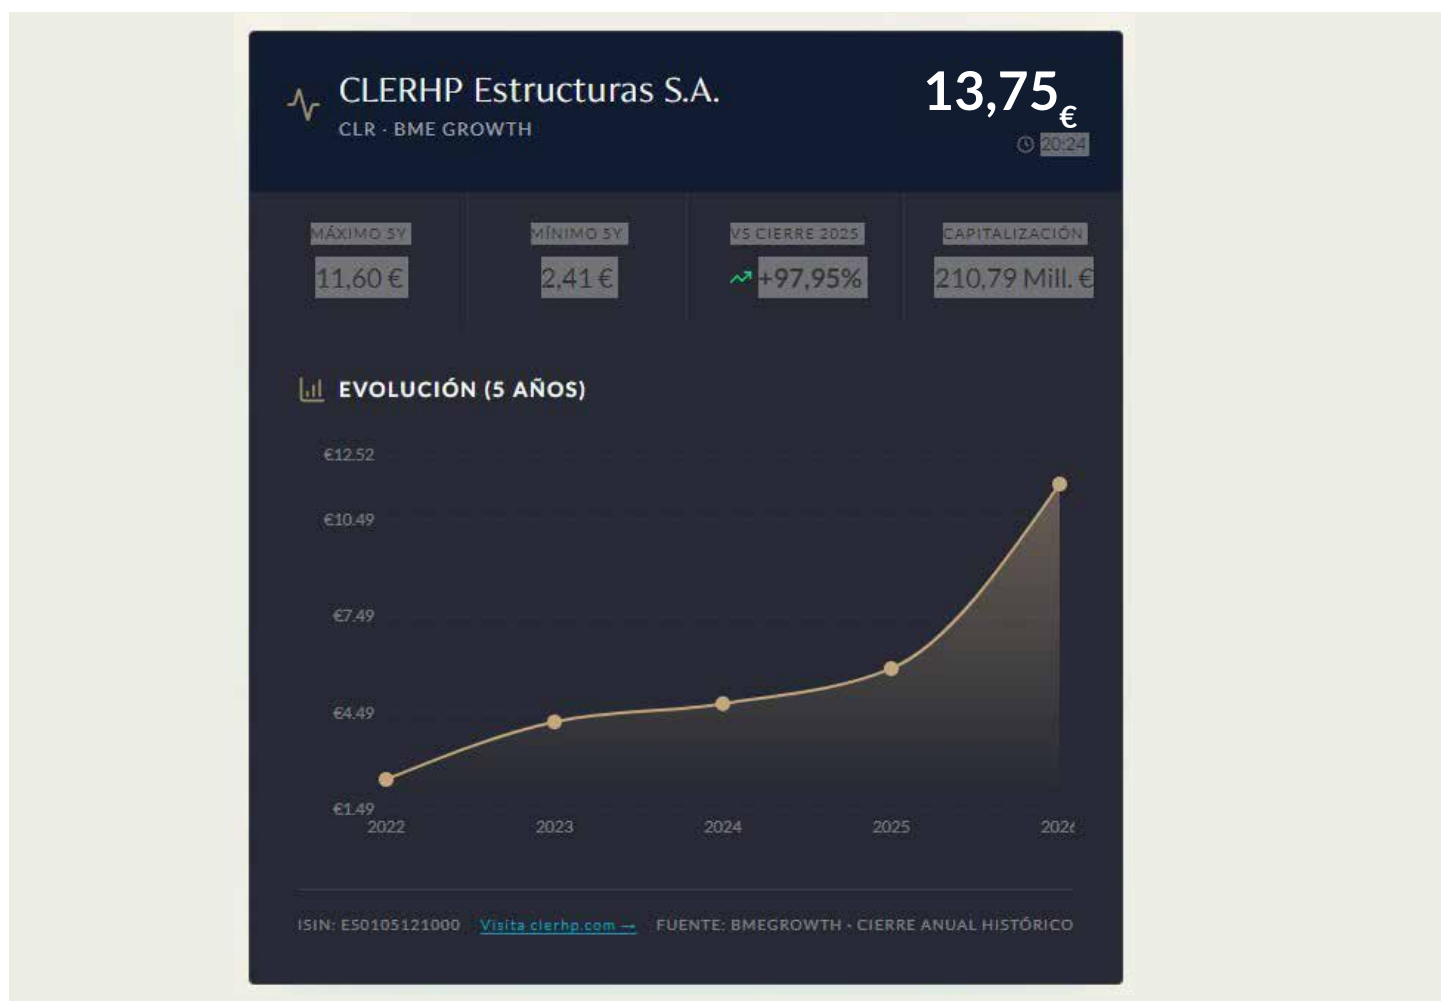 CLERHP Estructuras S.A.
CLR · BME GROWTH
13,75€
20:24
MÁXIMO 5Y
11,60 €
MÍNIMO 5Y
2,41 €
VS CIERRE 2025
+97,95%
CAPITALIZACIÓN
210,79 Mill. €
EVOLUCIÓN (5 AÑOS)
€12.52
€10.49
€7.49
€4.49
€1.49
2022
2023
2024
2025
2026
ISIN: ES0105121000
Visita clerhp.com →
FUENTE: BMEGROWTH • CIERRE ANUAL HISTÓRICO